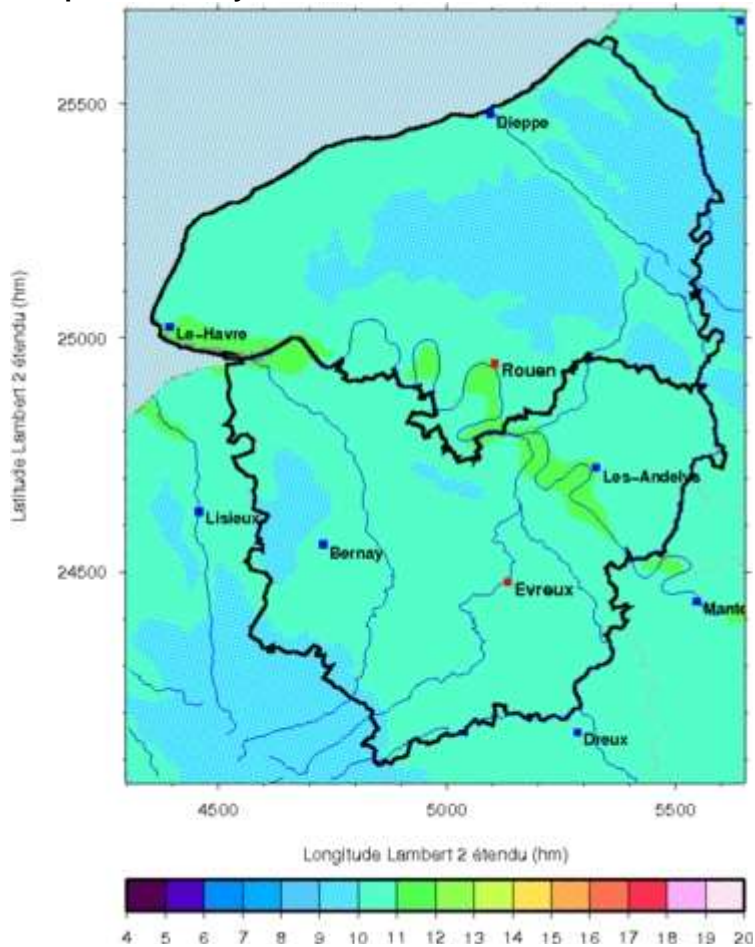 25500
Dieppe
Latitude Lambert 2 étendu (hm)
25000
Le-Havre
Rouen
Les-Andelys
Lisieux
Bernay
24500
Evreux
Dreux
4500 5000 5500
Longitude Lambert 2 étendu (hm)
4 5 6 7 8 9 10 11 12 13 14 15 16 17 18 19 20